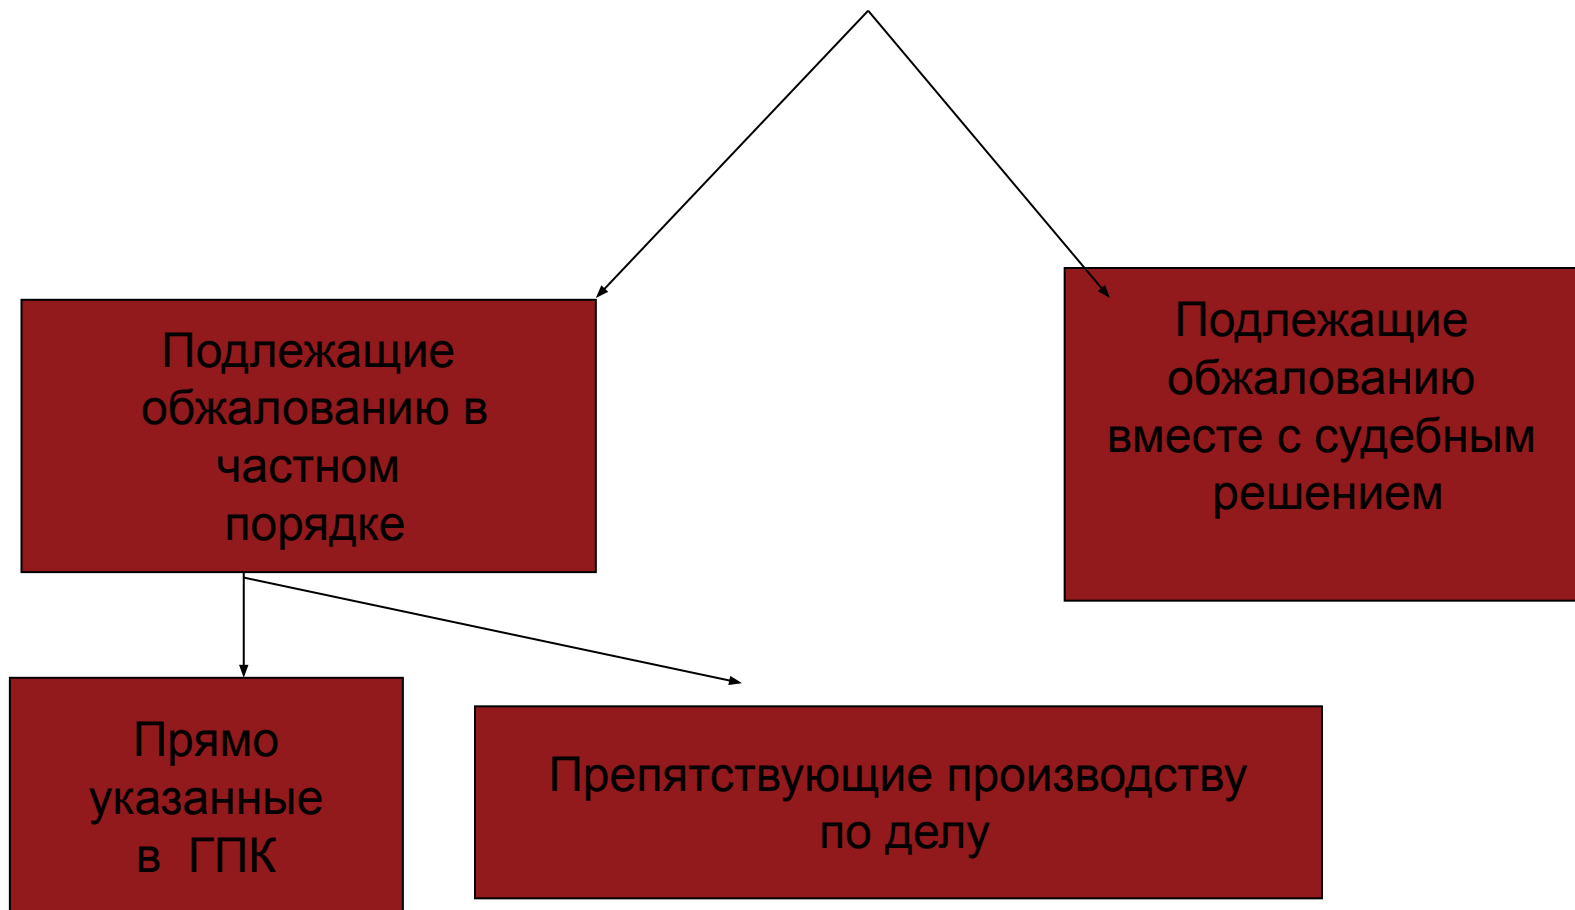 Подлежащие
обжалованию в
частном
порядке
Подлежащие
обжалованию
вместе с судебным
решением
Прямо
указанные
в  ГПК
Препятствующие производству
по делу